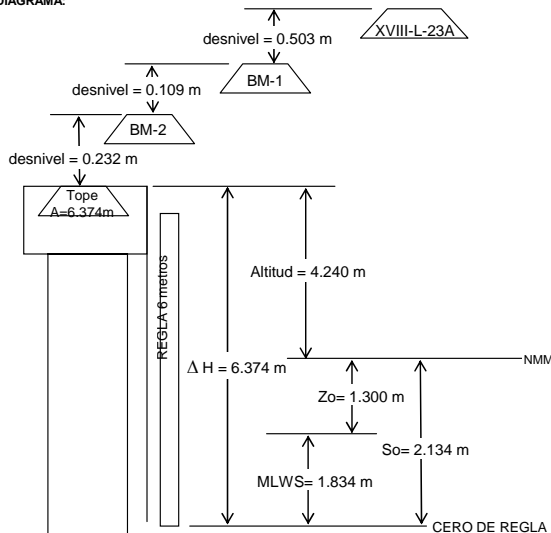 DIAGRAMA:
desnivel = 0.503 m
XVIII-L-23A
BM-1
desnivel = 0.109 m
BM-2
desnivel = 0.232 m
Tope
A=6.374m
REGLA 6 metros
Altitud = 4.240 m
Δ H = 6.374 m
NMM
Zo= 1.300 m
So= 2.134 m
MLWS= 1.834 m
CERO DE REGLA